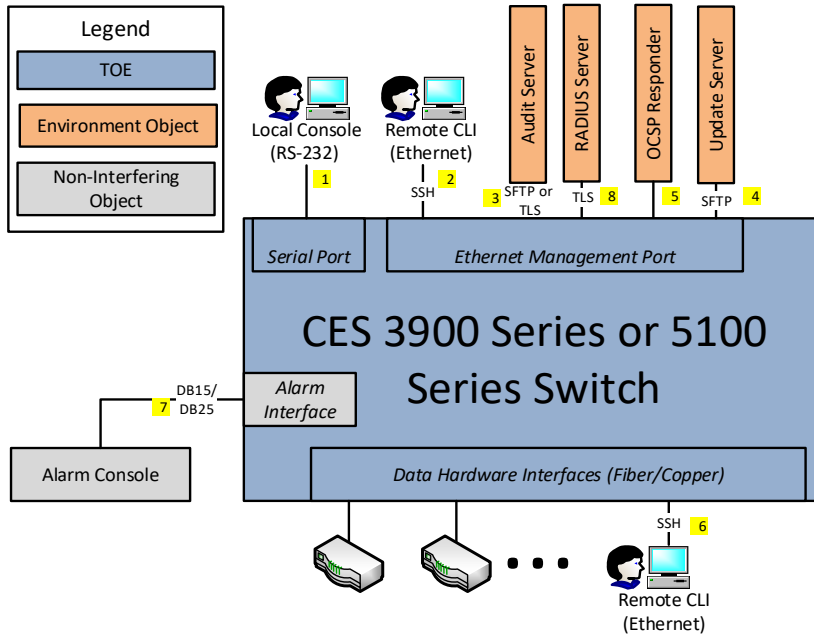 Legend
TOE
Environment Object
Non-Interfering
Object
Local Console
(RS-232)
Remote CLI
(Ethernet)
Audit Server
RADIUS Server
OCSP Responder
Update Server
1
2
SSH
3
SFTP or
TLS
TLS
8
5
SFTP
4
Serial Port
Ethernet Management Port
CES 3900 Series or 5100
Series Switch
DB15/
DB25
7
Alarm
Interface
Alarm Console
Data Hardware Interfaces (Fiber/Copper)
SSH
6
Remote CLI
(Ethernet)